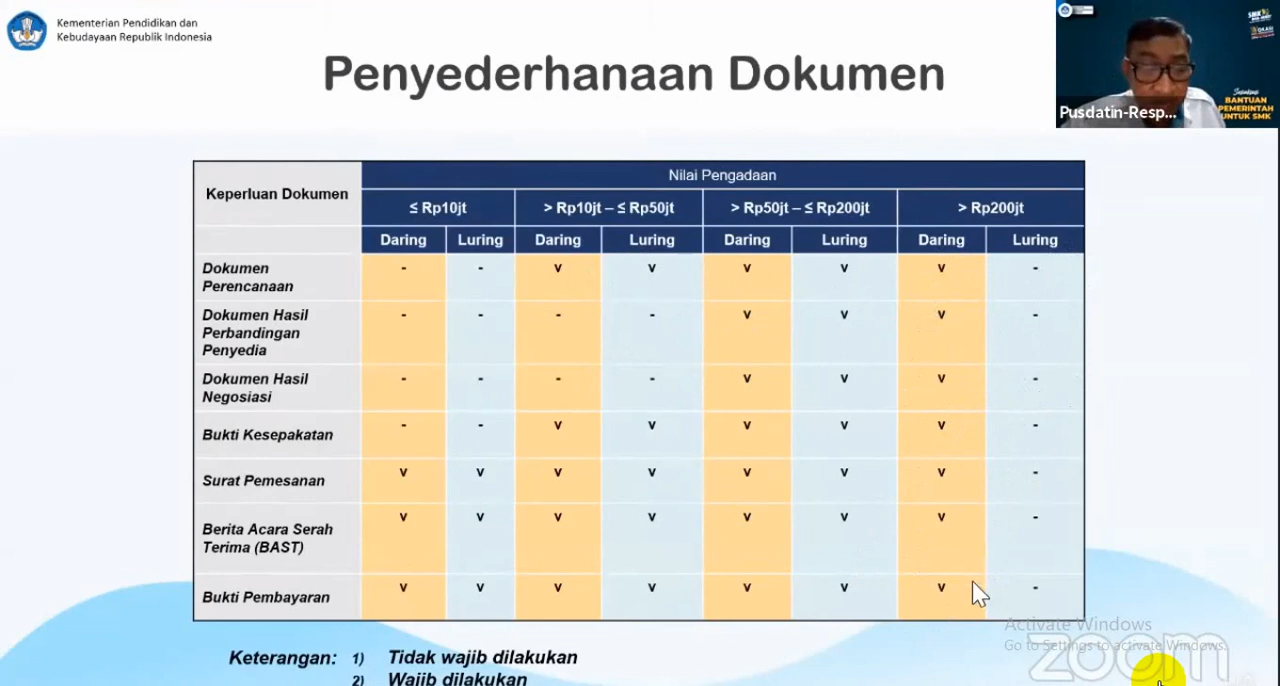 Kementerian Pendidikan dan
Kebudayaan Republik Indonesia
Penyederhanaan Dokumen
BANTUAN
PEMERINTAH
UNTUK SMK
Pusdatin-Resp...
Keperluan Dokumen
Nilai Pengadaan
≤ Rp10jt > Rp10jt – ≤ Rp50jt > Rp50jt – ≤ Rp200jt > Rp200jt
Daring Luring Daring Luring Daring Luring Daring Luring
Dokumen - - v v v v v -
Perencanaan
Dokumen Hasil - - - - v v v -
Perbandingan
Penyedia
Dokumen Hasil - - - - v v v -
Negosiasi
Bukti Kesepakatan - - v v v v v -
Surat Pemesanan v v v v v v v -
Berita Acara Serah v v v v v v v -
Terima (BAST)
Bukti Pembayaran v v v v v v v -
Activate Windows
Go to Settings to activate Windows.
zoom
Keterangan: 1) Tidak wajib dilakukan
2) Wajib dilakukan